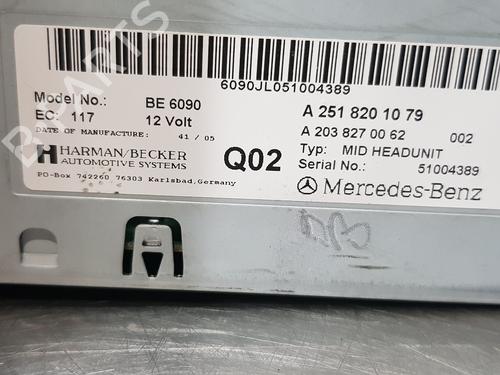 B-PARTS
6090JL051004389
Model No.: BE 6090 A 251 820 10 79
EC: 117 12 Volt A 203 827 00 62 002
DATE OF MANUFACTURE: 41 / 05 Typ: MID HEADUNIT
HARMAN/BECKER Q02 Serial No.: 51004389
AUTOMOTIVE SYSTEMS Mercedes-Benz
PO-Box 742260 76303 Karlsbad,Germany